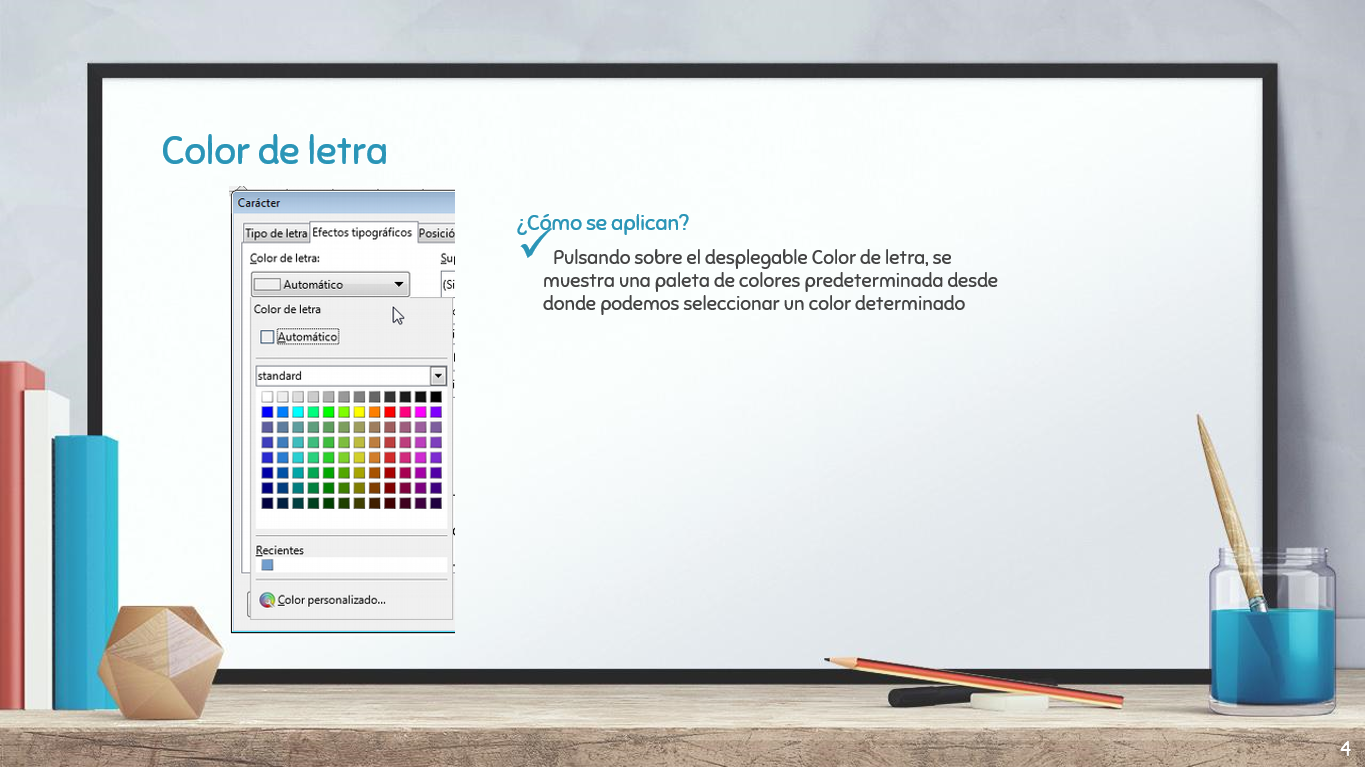 Color de letra
Carácter
Tipo de letra Efectos tipográficos Posició
Color de letra:
Automático
(Si
Color de letra
Automático
standard
Recientes
Color personalizado...
¿Cómo se aplican?
Pulsando sobre el desplegable Color de letra, se
muestra una paleta de colores predeterminada desde
donde podemos seleccionar un color determinado
4